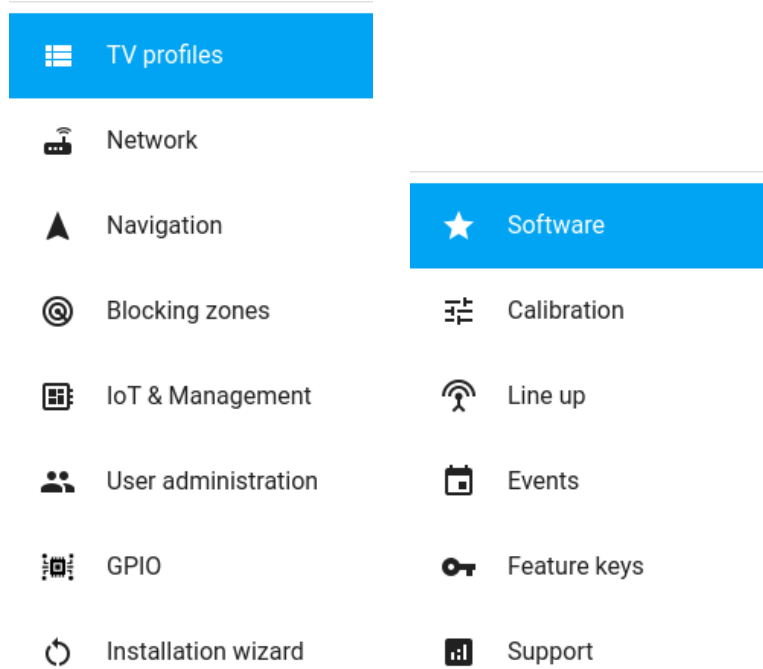 TV profiles
Network
Navigation
Blocking zones
IoT & Management
User administration
GPIO
Installation wizard
Software
Calibration
Line up
Events
Feature keys
Support